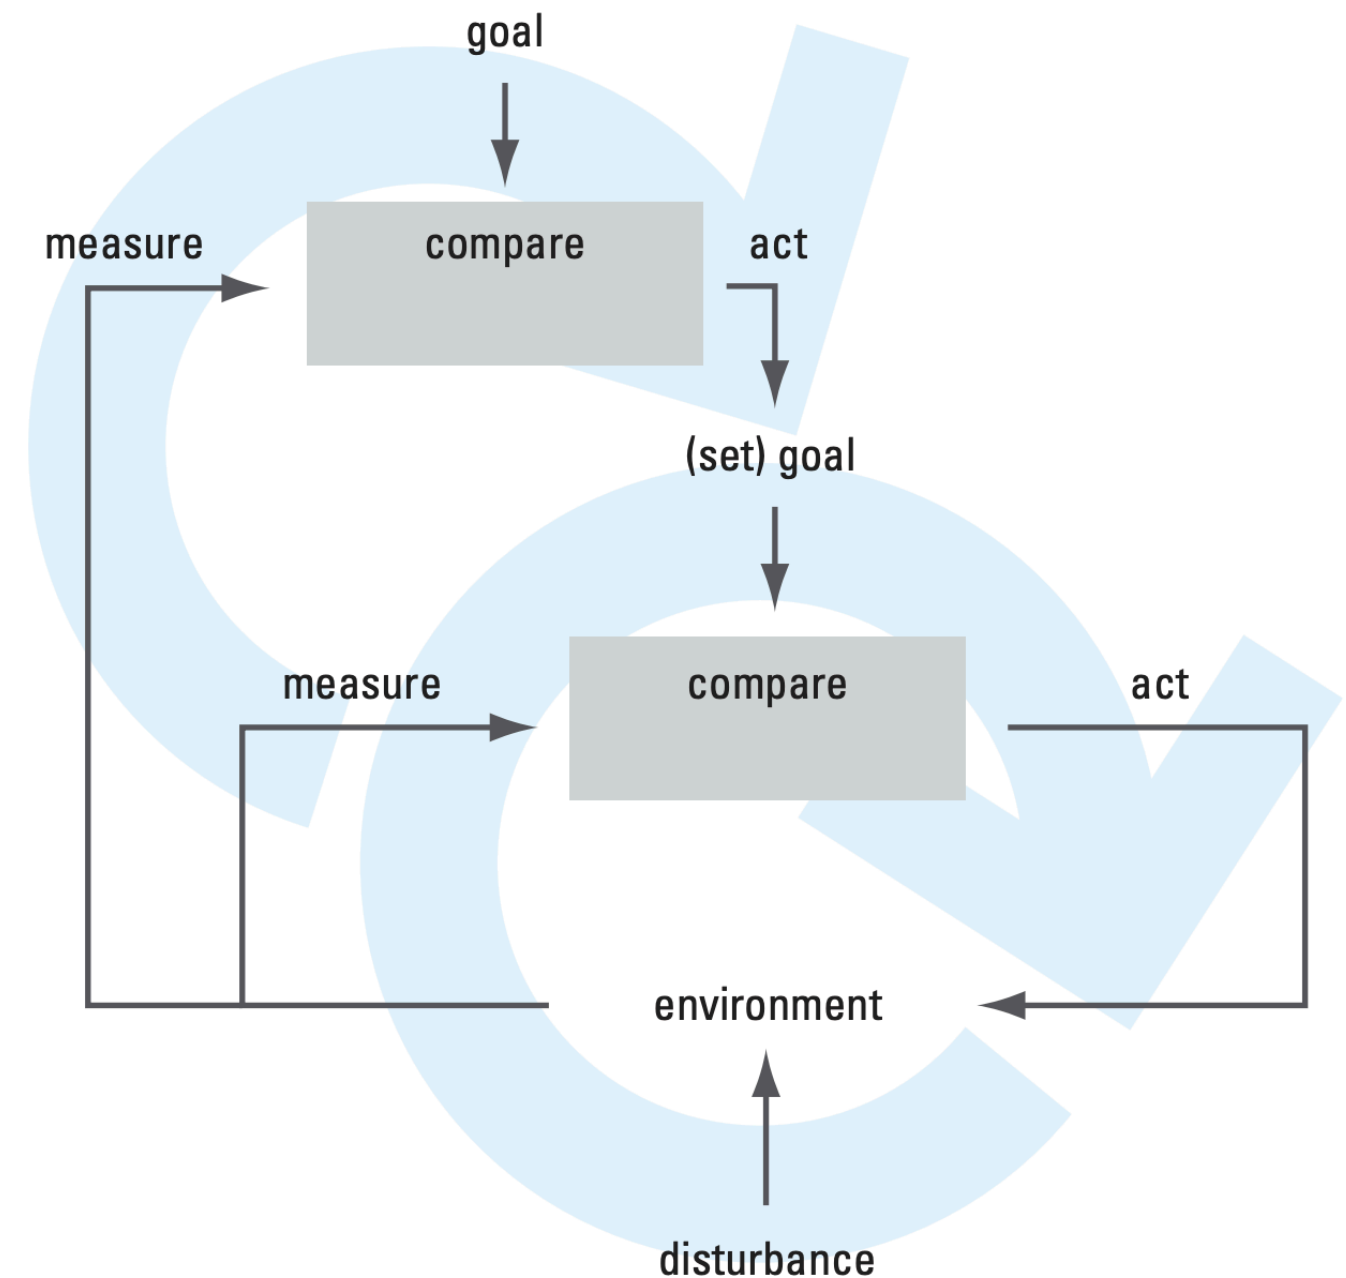 goal
measure
compare
act
(set) goal
measure
compare
act
environment
disturbance